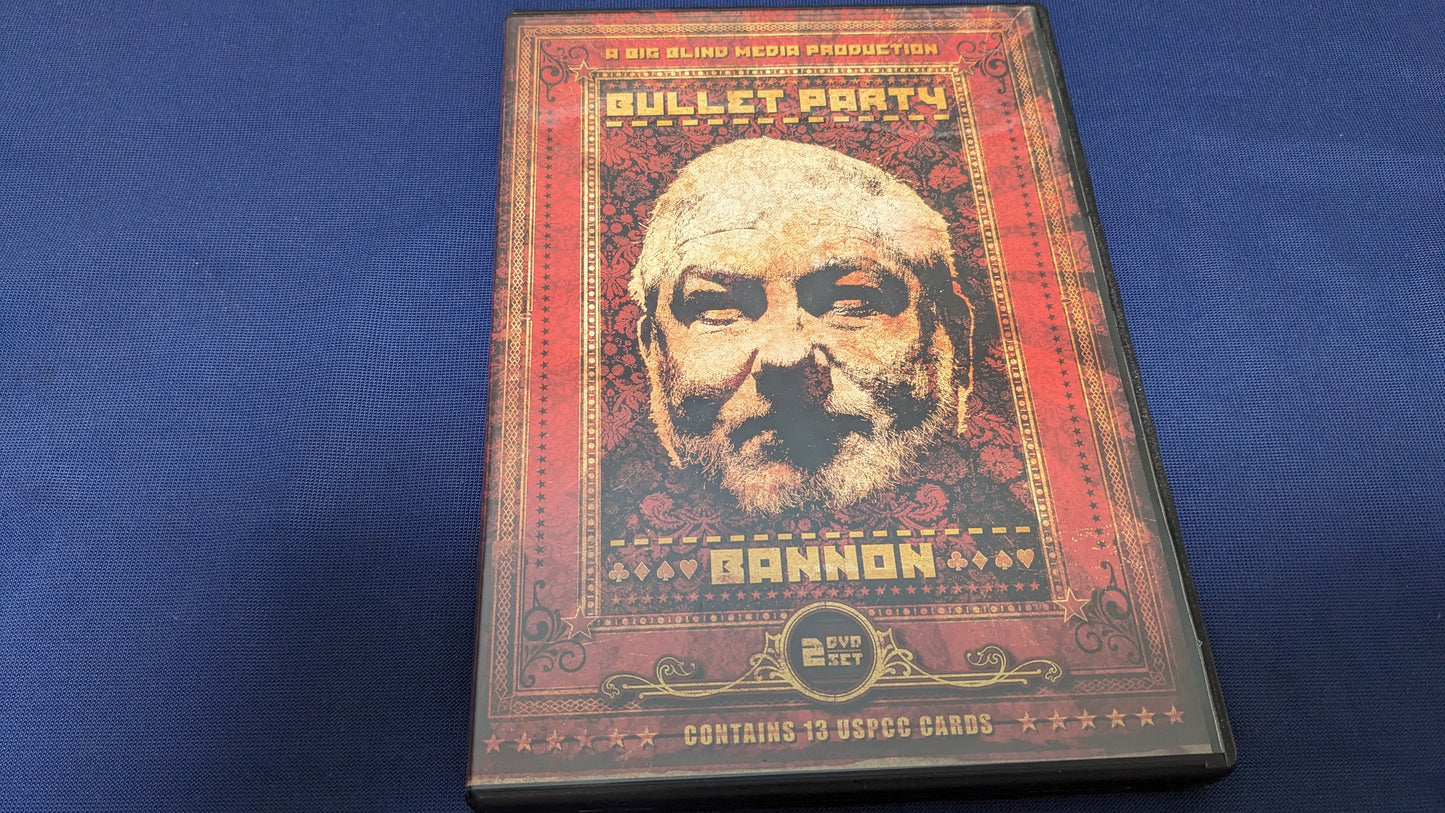 A BIG BLIND MEDIA PRODUCTION
BULLET PARTY
BANNON
2 DVD SET
CONTAINS 13 USPCC CARDS